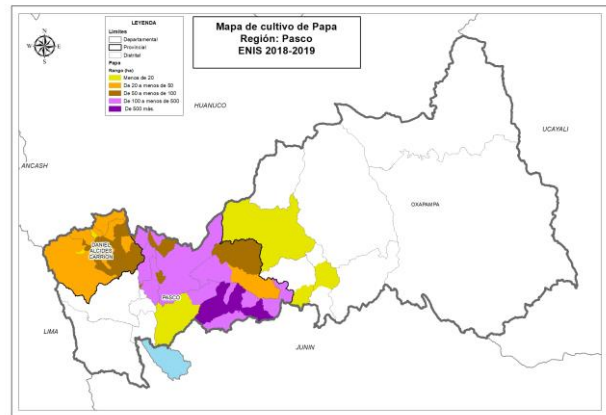 Mapa de cultivo de Papa
Región: Pasco
ENIS 2018-2019
LEYENDA
Límites
Departamental
Provincial
Distrital
Papa
Rango (ha)
Menos de 20
De 20 a menos de 50
De 50 a menos de 100
De 100 a menos de 500
De 500 más
N
W
E
S
HUANUCO
UCAYALI
ANCASH
OXAPAMPA
DANIEL
ALCIDES
CARRION
PASCO
LIMA
JUNIN